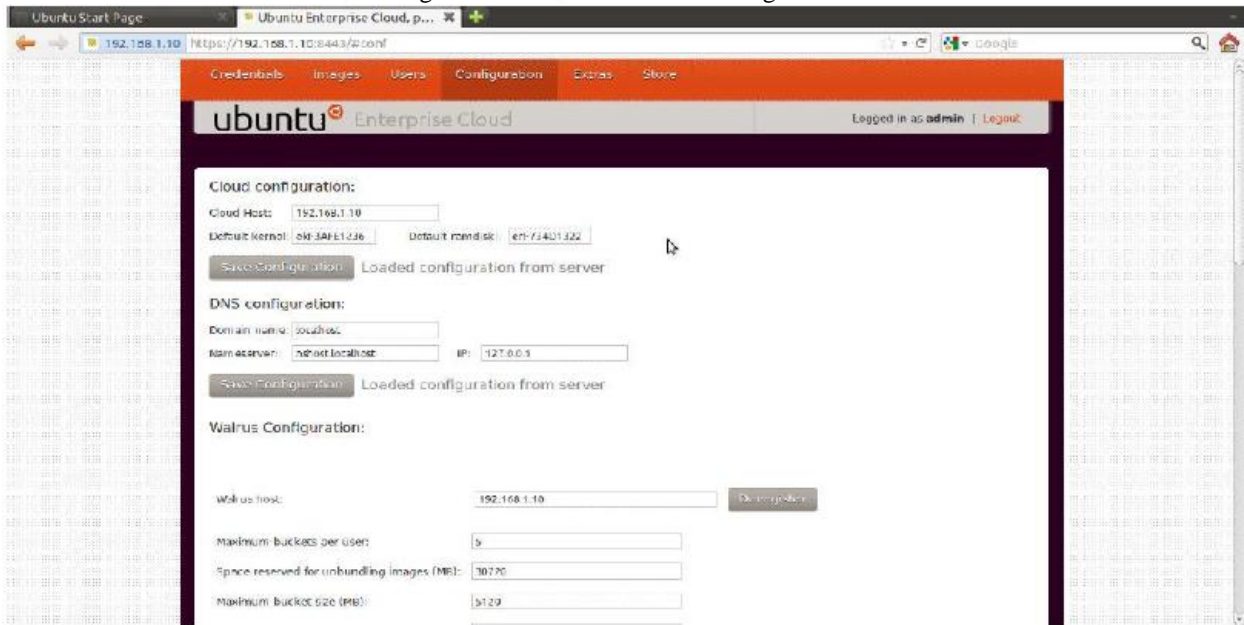 Ubuntu Start Page
Ubuntu Enterprise Cloud, p...
192.168.1.10 https://192.168.1.10:8443/#conf
Google
Credentials Images Users Configuration Extras Store
ubuntu Enterprise Cloud
Logged in as admin | Logout
Cloud configuration:
Cloud Host: 192.168.1.10
Default kernel: Default ramdisk:
Save Configuration Loaded configuration from server
DNS configuration:
Domain name: localhost
Nameserver: nshost.localhost IP: 127.0.0.1
Save Configuration Loaded configuration from server
Walrus Configuration:
Walrus host: 192.168.1.10 Deregister
Maximum buckets per user: 5
Space reserved for unbundling images (MB): 30720
Maximum bucket size (MB): 5120